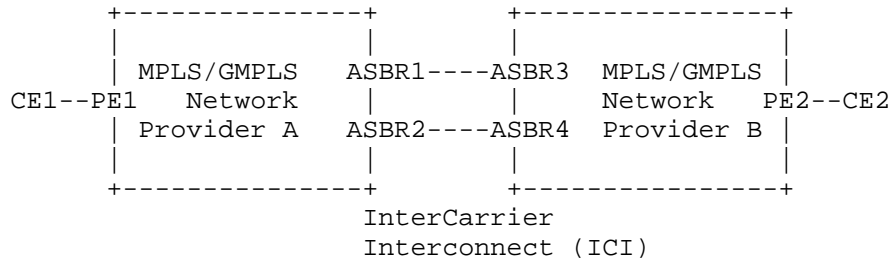 +---------------+         +---------------+
|               |         |               |
| MPLS/GMPLS   ASBR1----ASBR3  MPLS/GMPLS |
CE1--PE1   Network     |         |      Network   PE2--CE2
| Provider A   ASBR2----ASBR4  Provider B |
|               |         |               |
+---------------+         +---------------+
InterCarrier
Interconnect (ICI)